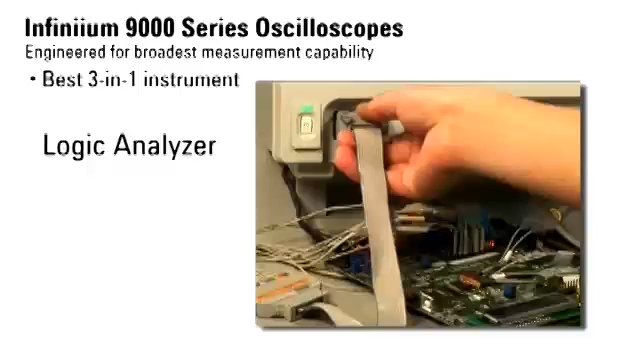 Infiniium 9000 Series Oscilloscopes
Engineered for broadest measurement capability
• Best 3-in-1 instrument
Logic Analyzer